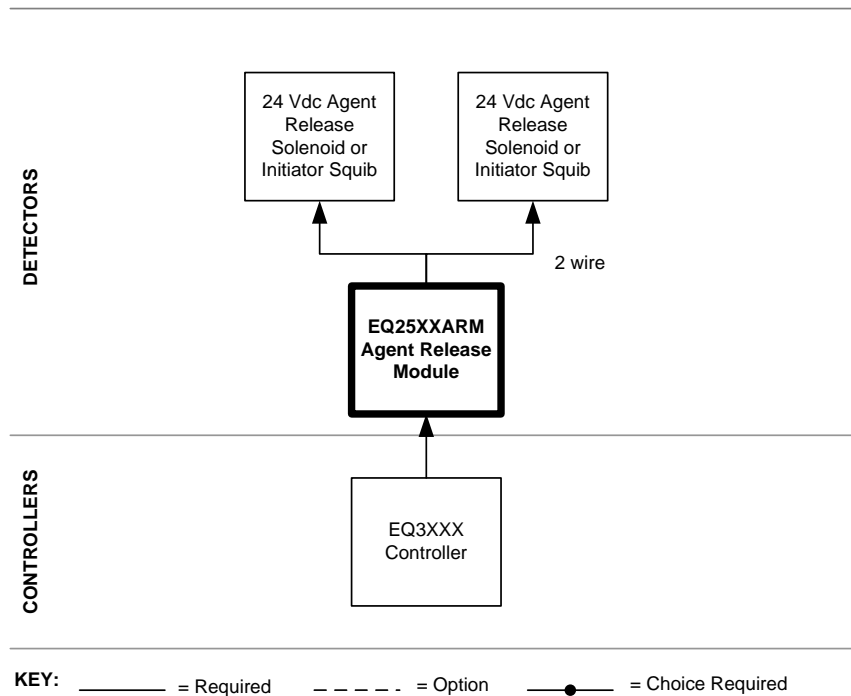 DETECTORS
24 Vdc Agent
Release
Solenoid or
Initiator Squib
24 Vdc Agent
Release
Solenoid or
Initiator Squib
2 wire
EQ25XXARM
Agent Release
Module
CONTROLLERS
EQ3XXX
Controller
KEY: = Required = Option = Choice Required